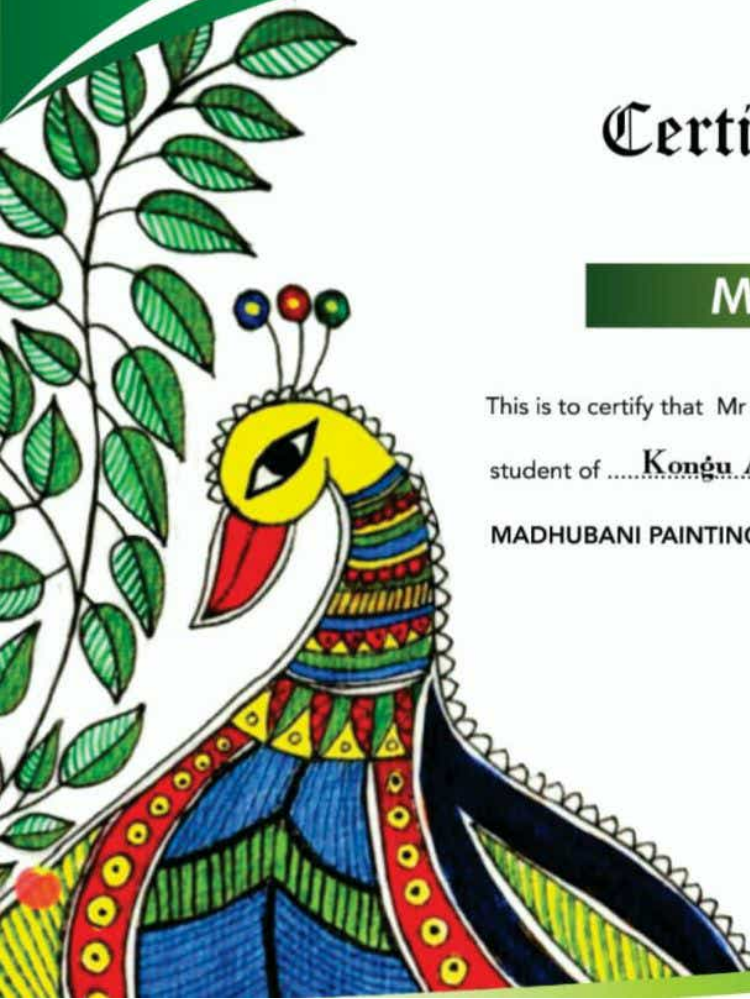 Certi
M
This is to certify that Mr
student of ......Kongu A
MADHUBANI PAINTING